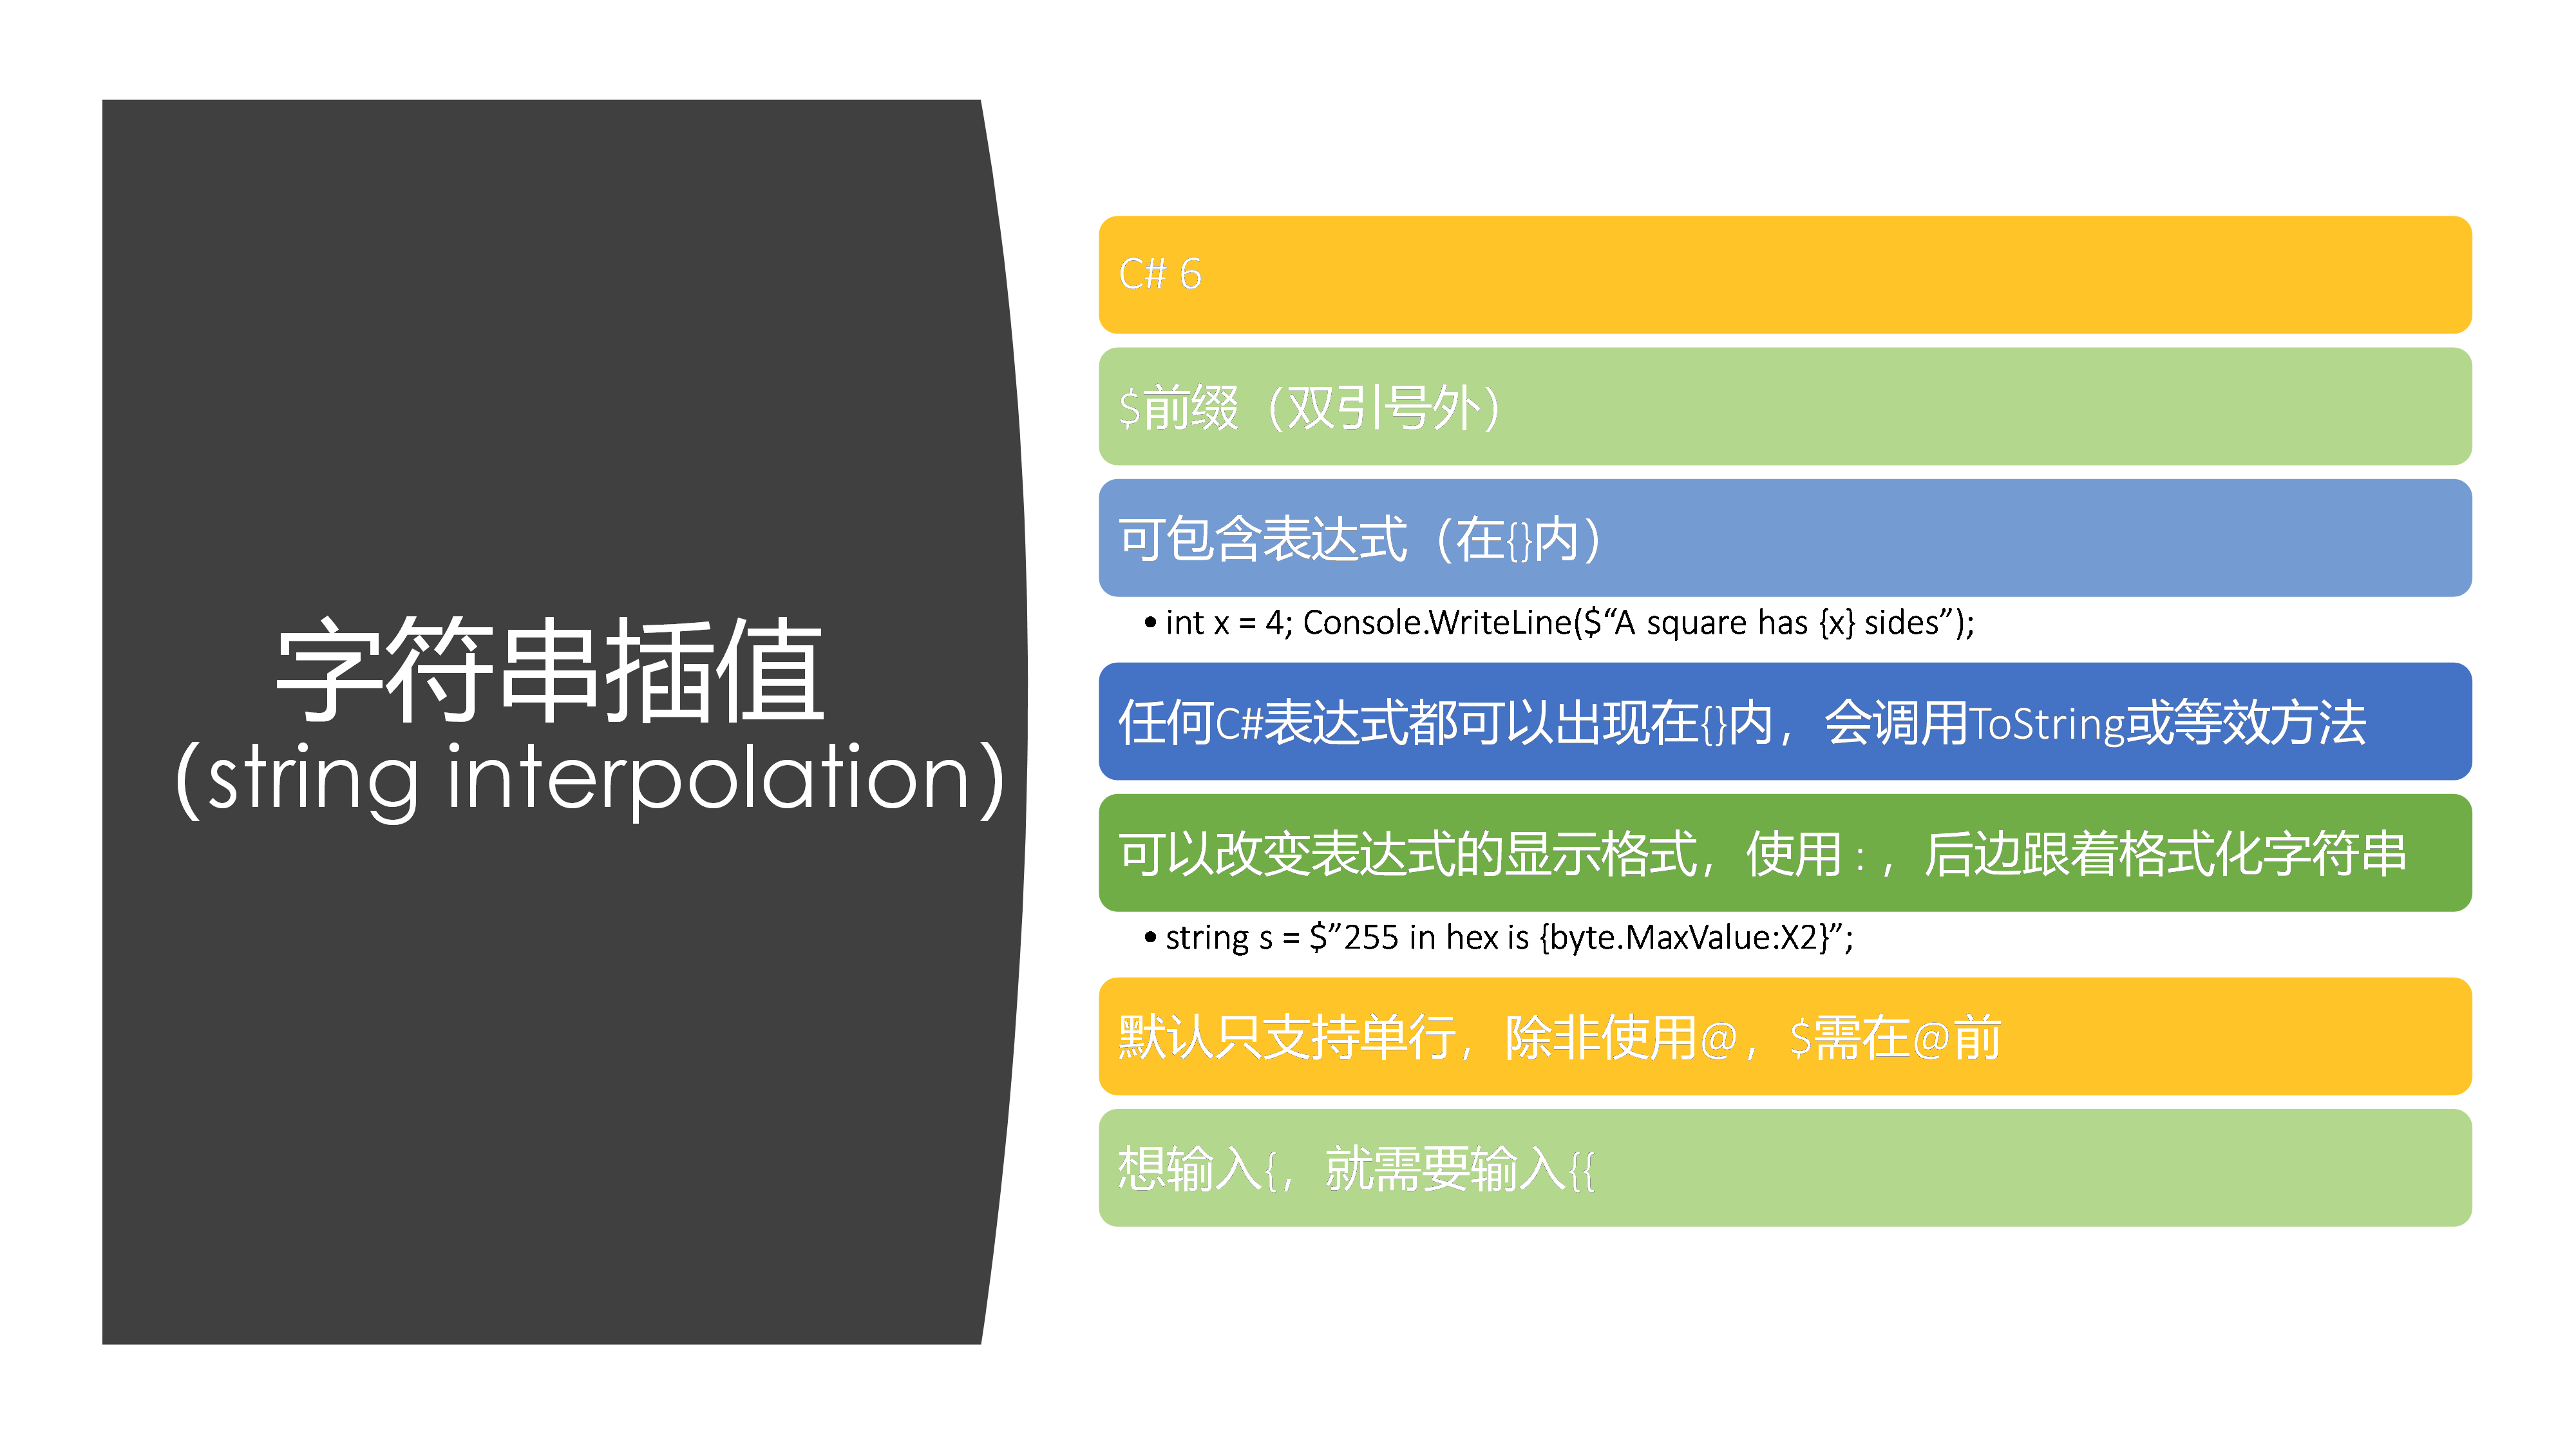 字符串插值
(string interpolation)
C# 6
$前缀（双引号外）
可包含表达式（在{}内）
• int x = 4; Console.WriteLine($“A square has {x} sides”);
任何C#表达式都可以出现在{}内，会调用ToString或等效方法
可以改变表达式的显示格式，使用 : ，后边跟着格式化字符串
• string s = $”255 in hex is {byte.MaxValue:X2}”;
默认只支持单行，除非使用@，$需在@前
想输入{，就需要输入{{